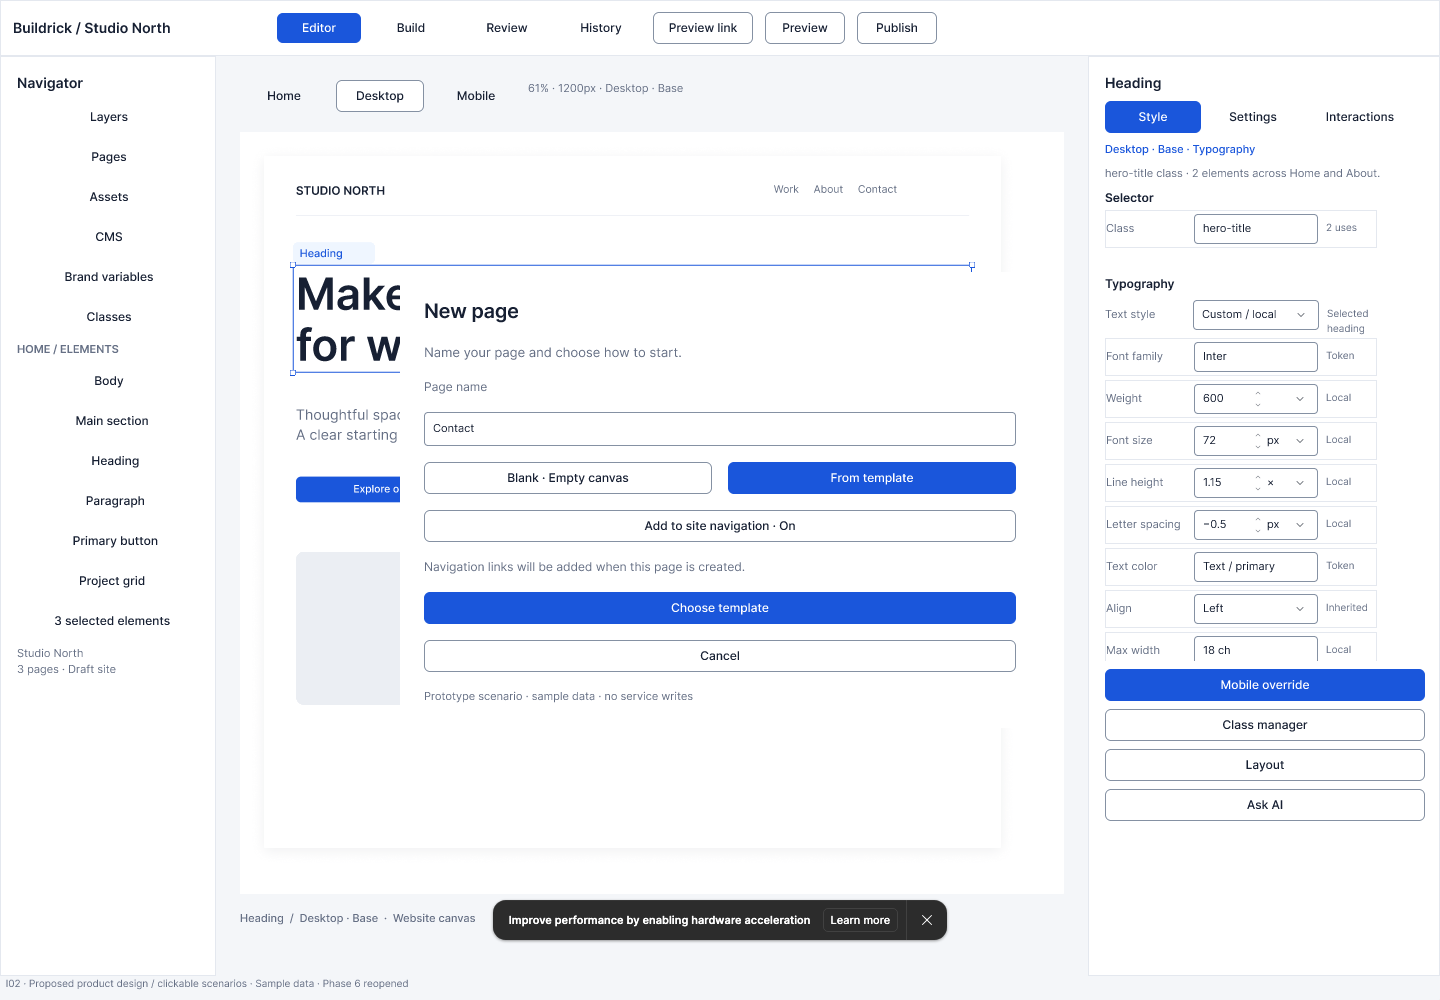 Buildrick / Studio North
Editor
Build
Review
History
Preview link
Preview
Publish
Navigator
Layers
Pages
Assets
CMS
Brand variables
Classes
HOME / ELEMENTS
Body
Main section
Heading
Paragraph
Primary button
Project grid
3 selected elements
Studio North
3 pages · Draft site
Home
Desktop
Mobile
61% · 1200px · Desktop · Base
STUDIO NORTH
Work
About
Contact
Heading
Make
for w
Thoughtful spac
A clear starting
Explore o
New page
Name your page and choose how to start.
Page name
Contact
Blank · Empty canvas
From template
Add to site navigation · On
Navigation links will be added when this page is created.
Choose template
Cancel
Prototype scenario · sample data · no service writes
Heading / Desktop · Base · Website canvas
Improve performance by enabling hardware acceleration
Learn more
Heading
Style
Settings
Interactions
Desktop · Base · Typography
hero-title class · 2 elements across Home and About.
Selector
Class
hero-title
2 uses
Typography
Text style
Custom / local
Selected
heading
Font family
Inter
Token
Weight
600
Local
Font size
72
px
Local
Line height
1.15
×
Local
Letter spacing
−0.5
px
Local
Text color
Text / primary
Token
Align
Left
Inherited
Max width
18 ch
Local
Mobile override
Class manager
Layout
Ask AI
I02 · Proposed product design / clickable scenarios · Sample data · Phase 6 reopened